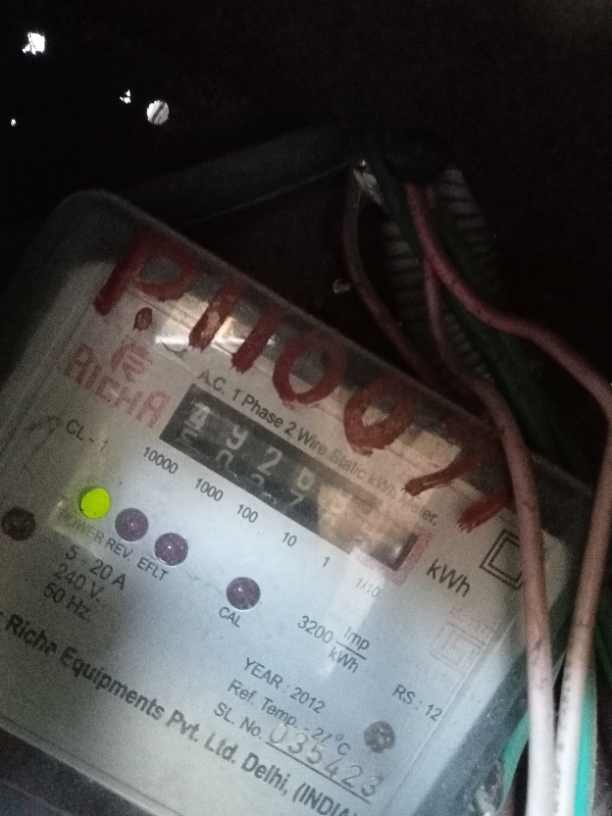 P.110077
RICHA
A.C. 1 Phase 2 Wire Static kWh Meter.
CL-1
10000 1000 100 10 1 1/10
kWh
POWER REV. EFLT
5 - 20 A
240 V.
50 Hz.
CAL
3200 Imp/kWh
YEAR : 2012
RS : 12
Ref. Temp. : 27°C
SL. No. 035423
Richa Equipments Pvt. Ltd. Delhi, (INDIA